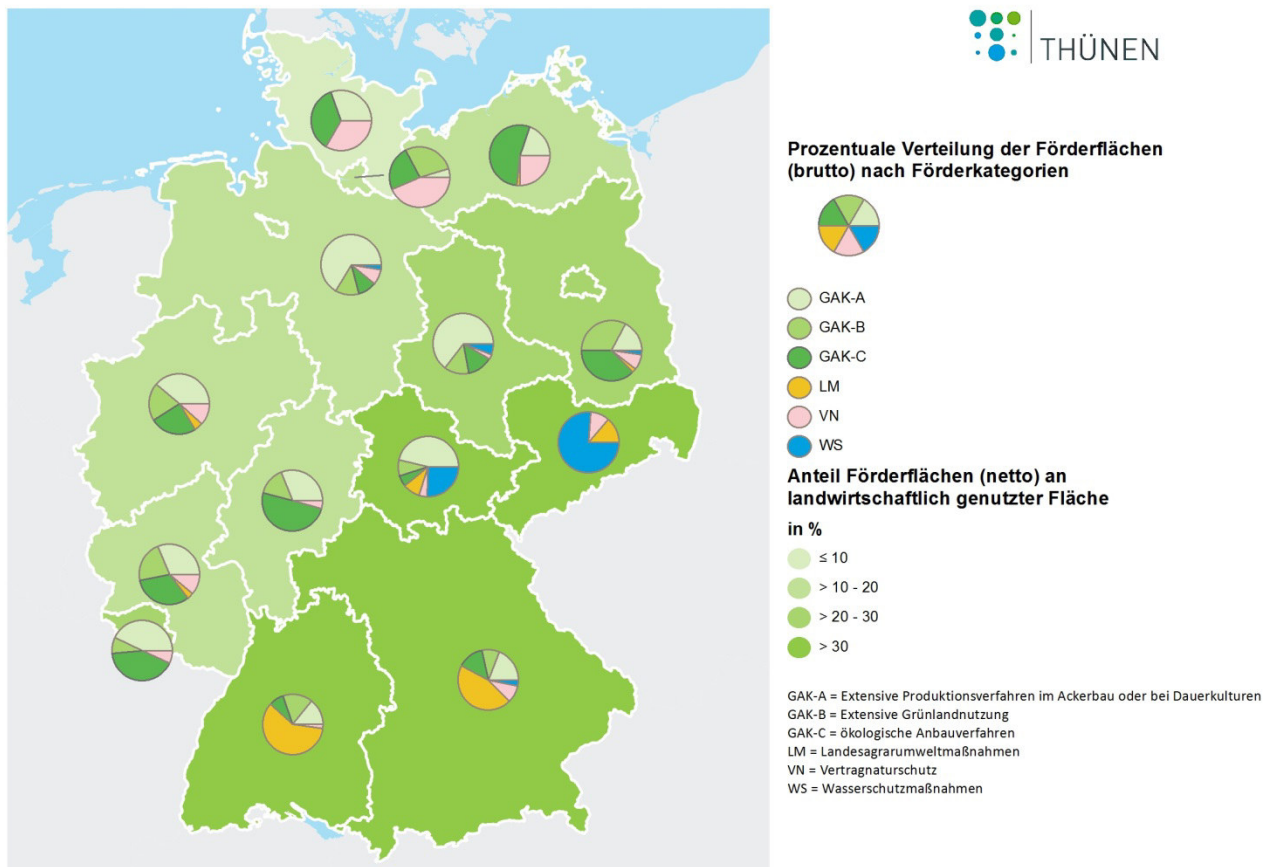 THÜNEN
Prozentuale Verteilung der Förderflächen
(brutto) nach Förderkategorien
GAK-A
GAK-B
GAK-C
LM
VN
WS
Anteil Förderflächen (netto) an
landwirtschaftlich genutzter Fläche
in %
≤ 10
> 10 - 20
> 20 - 30
> 30
GAK-A = Extensive Produktionsverfahren im Ackerbau oder bei Dauerkulturen
GAK-B = Extensive Grünlandnutzung
GAK-C = ökologische Anbauverfahren
LM = Landesagrarumweltmaßnahmen
VN = Vertragnaturschutz
WS = Wasserschutzmaßnahmen